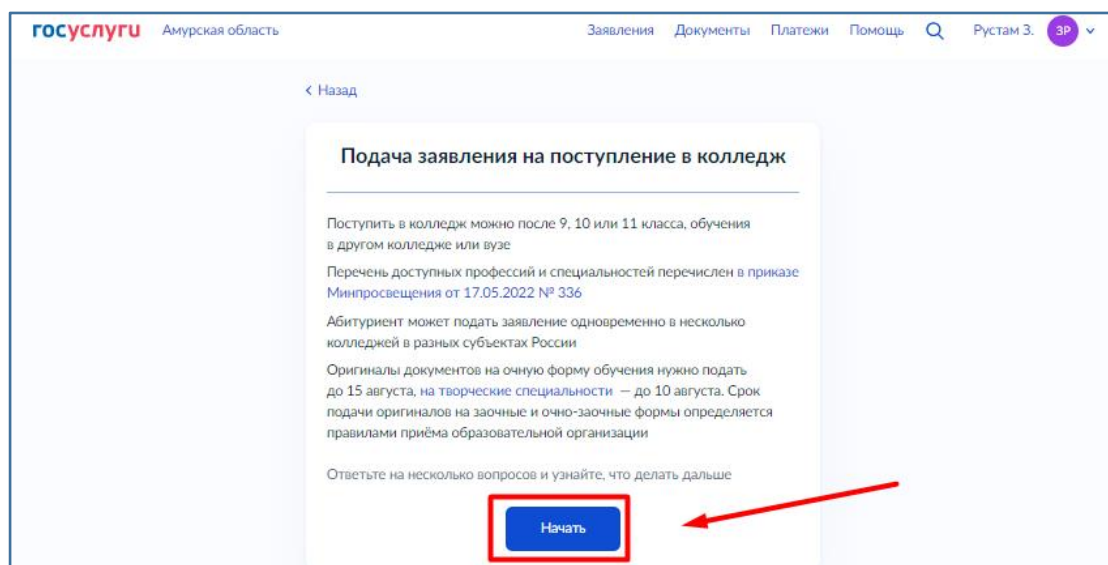 госуслуги Амурская область Заявления Документы Платежи Помощь Рустам З. ЗР
Назад
Подача заявления на поступление в колледж
Поступить в колледж можно после 9, 10 или 11 класса, обучения
в другом колледже или вузе
Перечень доступных профессий и специальностей перечислен в приказе
Минпросвещения от 17.05.2022 № 336
Абитуриент может подать заявление одновременно в несколько
колледжей в разных субъектах России
Оригиналы документов на очную форму обучения нужно подать
до 15 августа, на творческие специальности — до 10 августа. Срок
подачи оригиналов на заочные и очно-заочные формы определяется
правилами приёма образовательной организации
Ответьте на несколько вопросов и узнайте, что делать дальше
Начать